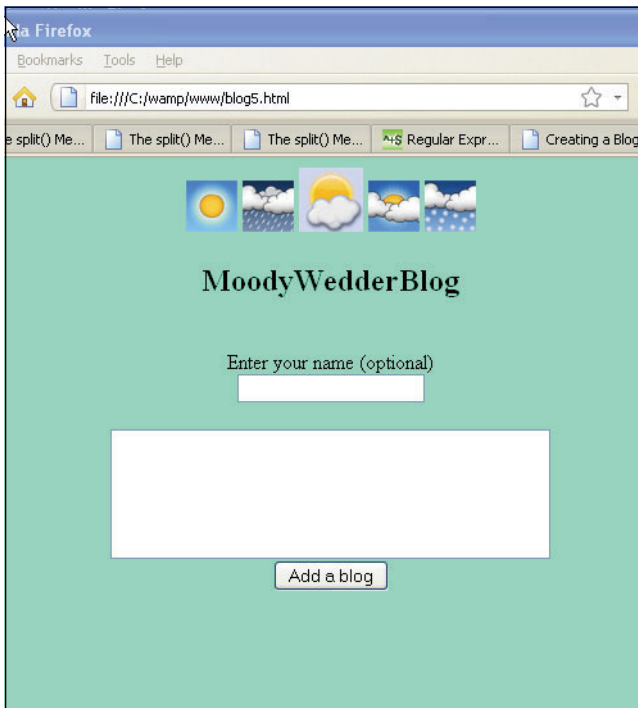 la Firefox
Bookmarks Tools Help
file:///C:/wamp/www/blog5.html
e split() Me... The split() Me... The split() Me... Regular Expr... Creating a Blog
MoodyWedderBlog
Enter your name (optional)
Add a blog